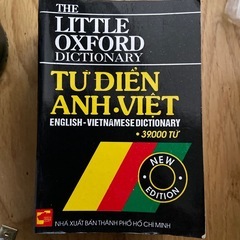 THE
LITTLE
OXFORD
DICTIONARY
TỪ ĐIỂN
ANH-VIỆT
ENGLISH-VIETNAMESE DICTIONARY
• 39000 TỪ
NEW
EDITION
NHÀ XUẤT BẢN THÀNH PHỐ HỒ CHÍ MINH